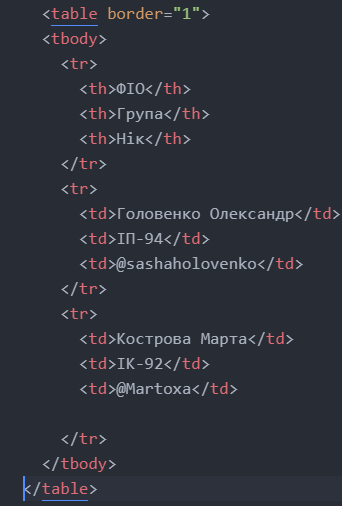 <table border="1">
<tbody>
<tr>
<th>ФІО</th>
<th>Група</th>
<th>Нік</th>
</tr>
<tr>
<td>Головенко Олександр</td>
<td>ІП-94</td>
<td>@sashaholovenko</td>
</tr>
<tr>
<td>Кострова Марта</td>
<td>ІК-92</td>
<td>@Martoxa</td>
</tr>
</tbody>
</table>